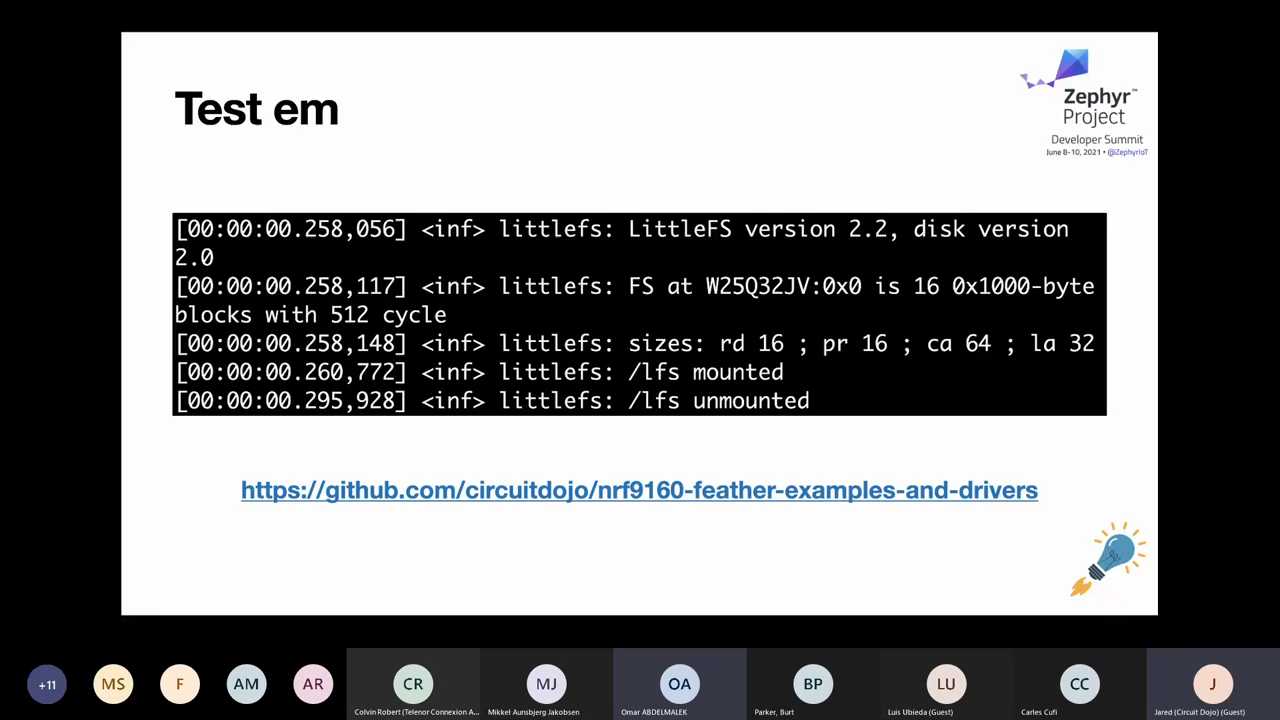 Test em
Zephyr™
Project
Developer Summit
June 8-10, 2021 • @ZephyrIoT
[00:00:00.258,056] <inf> littlefs: LittleFS version 2.2, disk version
2.0
[00:00:00.258,117] <inf> littlefs: FS at W25Q32JV:0x0 is 16 0x1000-byte
blocks with 512 cycle
[00:00:00.258,148] <inf> littlefs: sizes: rd 16 ; pr 16 ; ca 64 ; la 32
[00:00:00.260,772] <inf> littlefs: /lfs mounted
[00:00:00.295,928] <inf> littlefs: /lfs unmounted
https://github.com/circuitdojo/nrf9160-feather-examples-and-drivers
+11
MS
F
AM
AR
CR
MJ
OA
BP
LU
CC
J
Colvin Robert (Telenor Connexion A...
Mikkel Aunsbjerg Jakobsen
Omar ABDELMALEK
Parker, Burt
Luis Ubieda (Guest)
Carles Cufi
Jared (Circuit Dojo) (Guest)